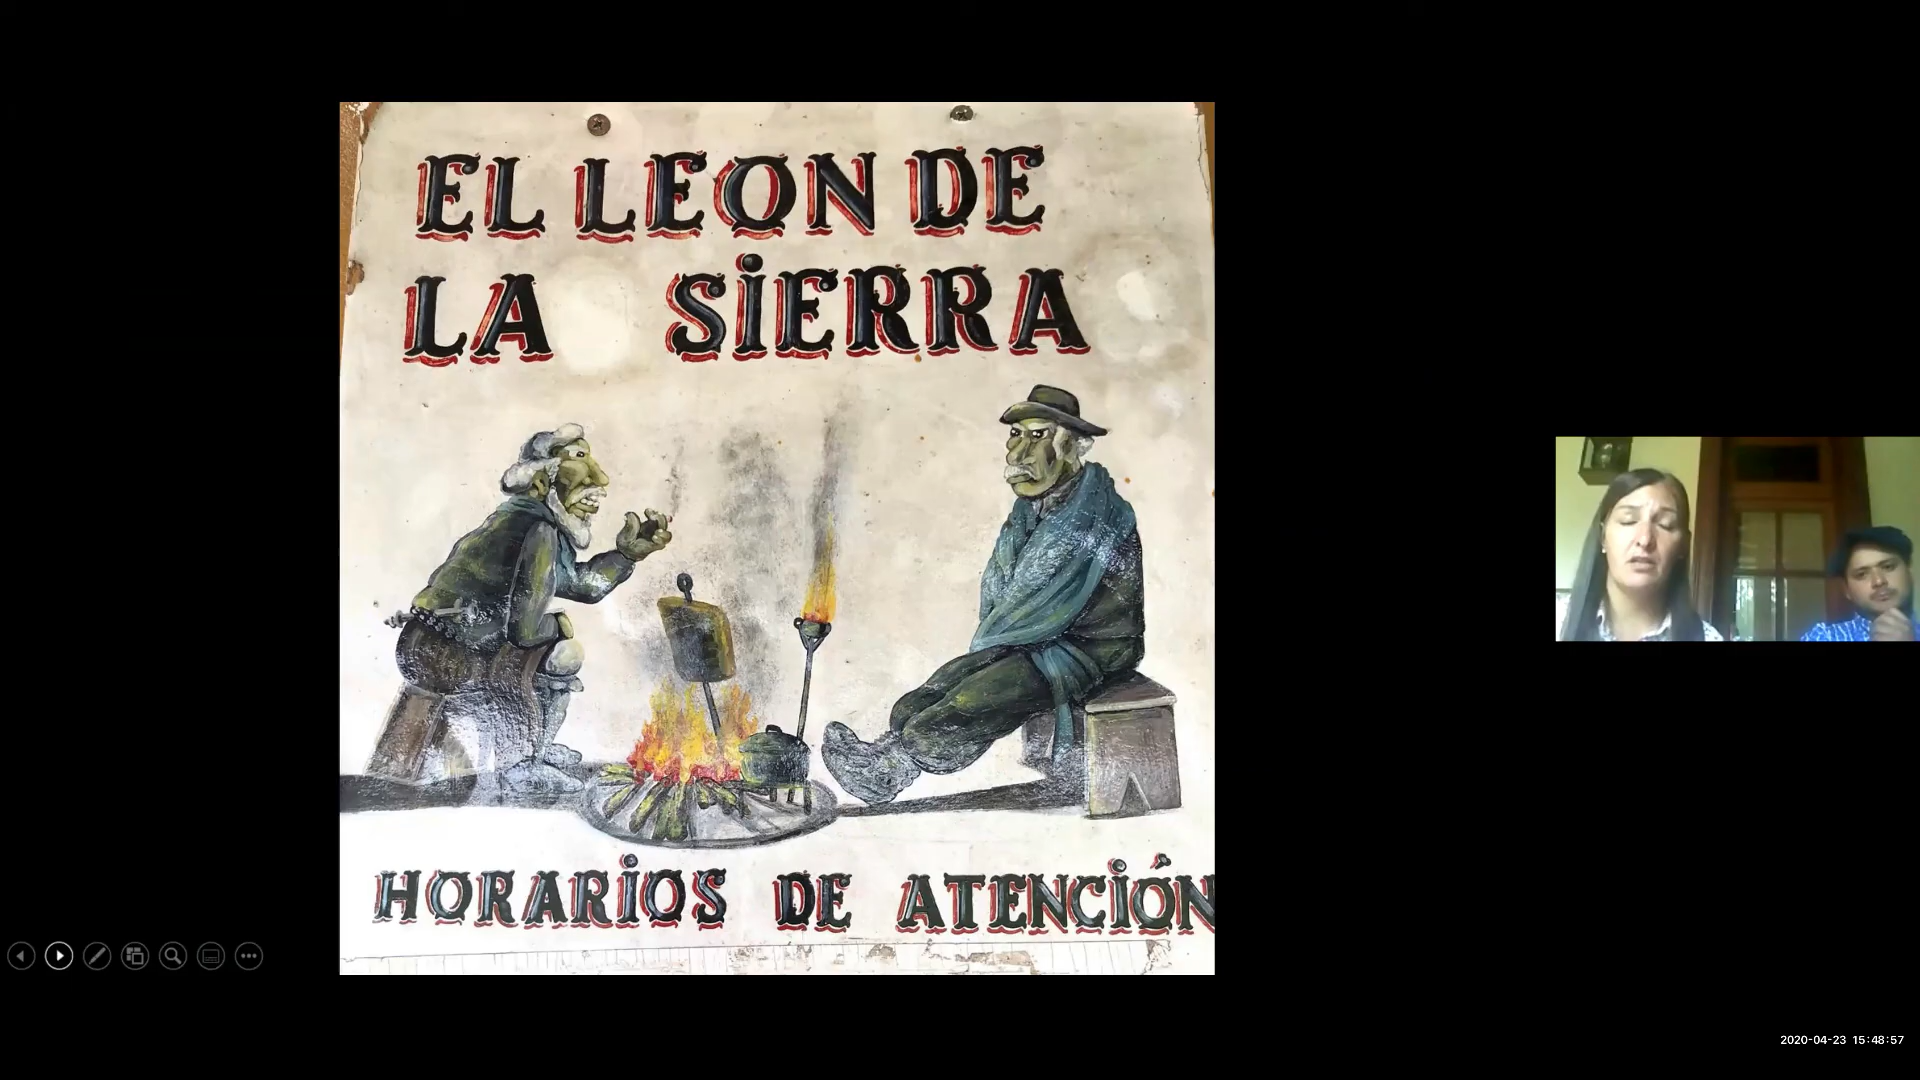 EL LEON DE
LA SiERRA
HORARiOS DE ATENCiÓN
2020-04-23 15:48:57